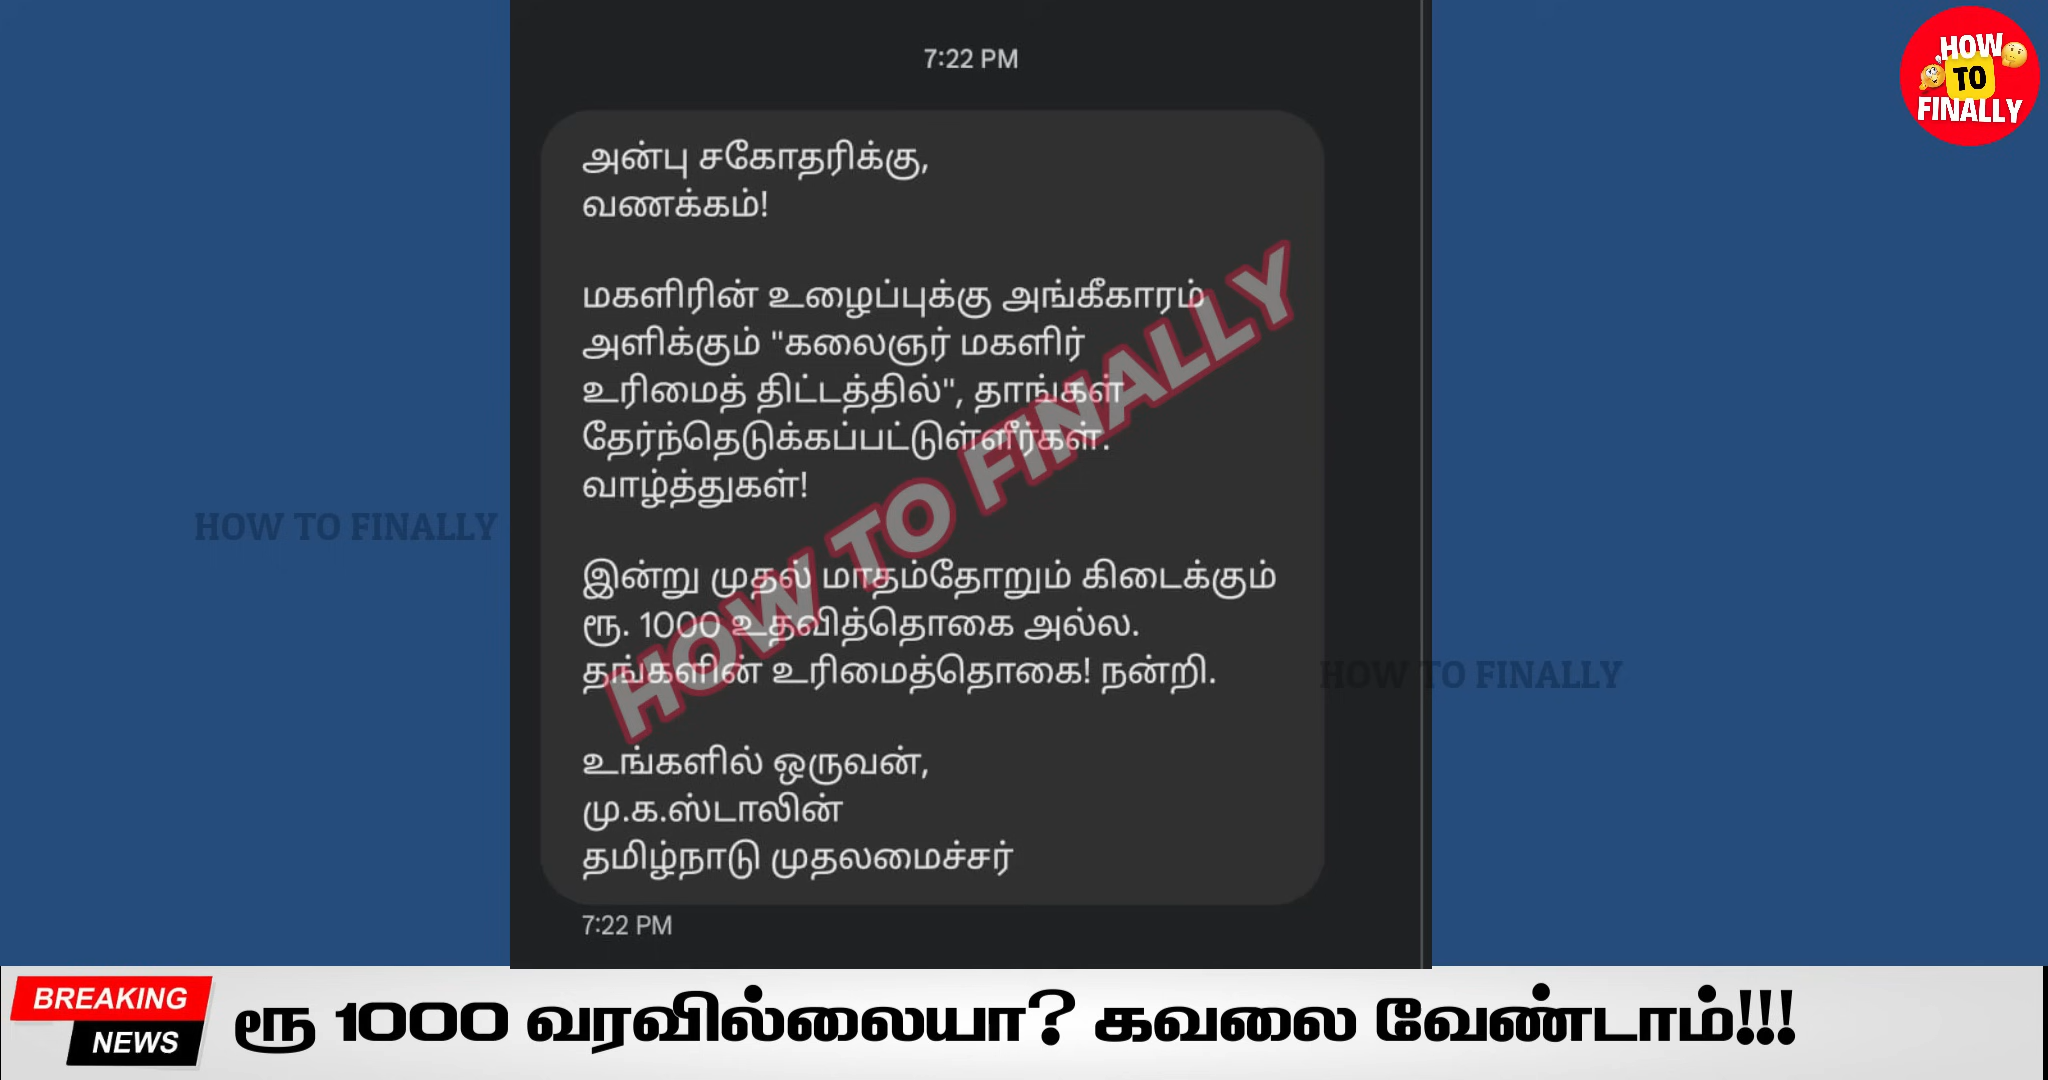 7:22 PM
HOW
TO
FINALLY
அன்பு சகோதரிக்கு,
வணக்கம்!
மகளிரின் உழைப்புக்கு அங்கீகாரம்
அளிக்கும் "கலைஞர் மகளிர்
உரிமைத் திட்டத்தில்", தாங்கள்
தேர்ந்தெடுக்கப்பட்டுள்ளீர்கள்.
வாழ்த்துகள்!
இன்று முதல் மாதம்தோறும் கிடைக்கும்
ரூ. 1000 உதவித்தொகை அல்ல.
தங்களின் உரிமைத்தொகை! நன்றி.
உங்களில் ஒருவன்,
மு.க.ஸ்டாலின்
தமிழ்நாடு முதலமைச்சர்
7:22 PM
HOW TO FINALLY
HOW TO FINALLY
HOW TO FINALLY
BREAKING
NEWS
ரூ 1000 வரவில்லையா? கவலை வேண்டாம்!!!